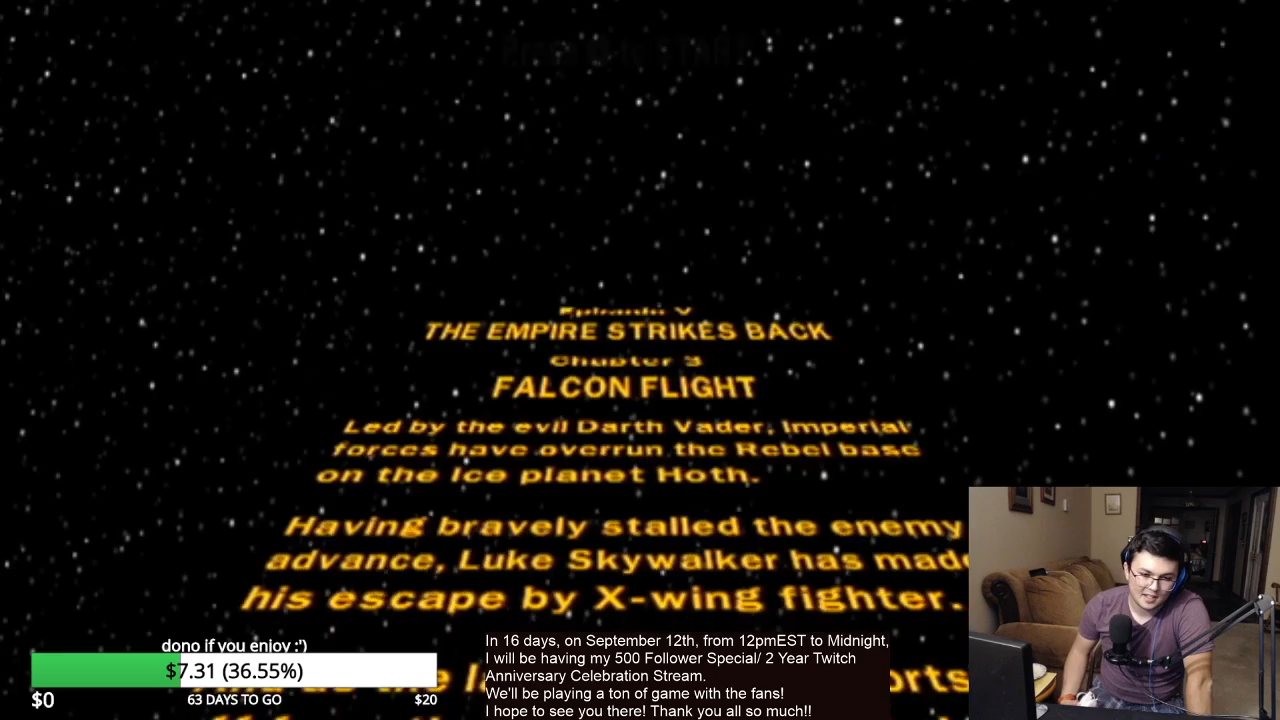 Episode V
THE EMPIRE STRIKES BACK
Chapter 3
FALCON FLIGHT
Led by the evil Darth Vader, Imperial
forces have overrun the Rebel base
on the Ice planet Hoth.
Having bravely stalled the enemy
advance, Luke Skywalker has made
his escape by X-wing fighter.
the
dono if you enjoy :')
$7.31 (36.55%)
$0
63 DAYS TO GO
$20
In 16 days, on September 12th, from 12pmEST to Midnight,
I will be having my 500 Follower Special/ 2 Year Twitch
Anniversary Celebration Stream.
We'll be playing a ton of game with the fans!
I hope to see you there! Thank you all so much!!